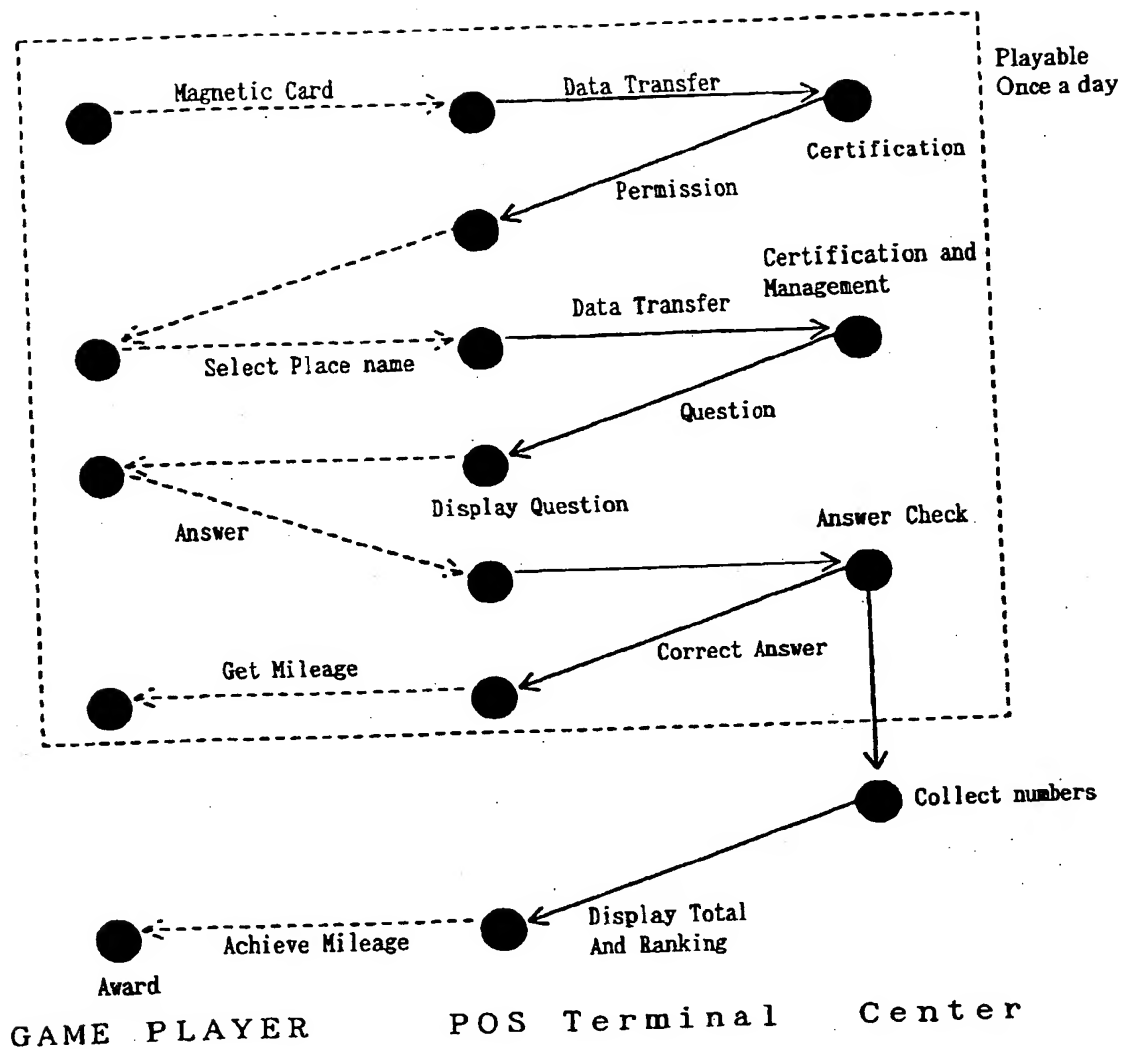 Playable
Once a day
Magnetic Card
Data Transfer
Certification
Permission
Certification and
Management
Data Transfer
Select Place name
Question
Display Question
Answer
Answer Check
Correct Answer
Get Mileage
Collect numbers
Display Total
And Ranking
Achieve Mileage
Award
GAME PLAYER
POS Terminal
Center